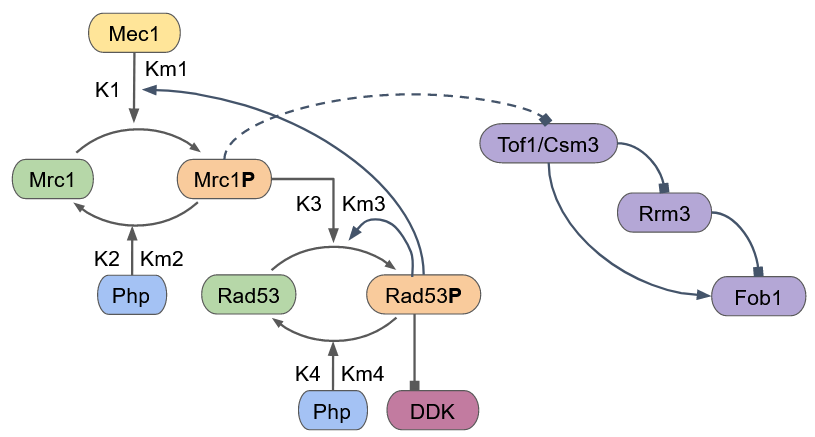 Mec1
Km1
K1
Tof1/Csm3
Mrc1
Mrc1P
K3
Km3
Rrm3
K2
Km2
Php
Rad53
Rad53P
Fob1
K4
Km4
Php
DDK